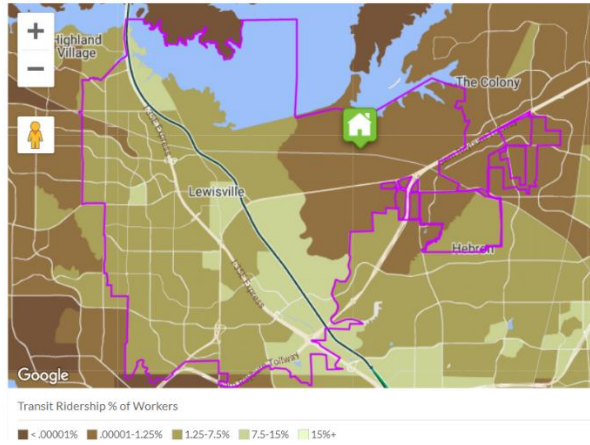 +
Highland
Village
−
The Colony
Lewisville
Hebron
Google
Transit Ridership % of Workers
< .00001% .00001-1.25% 1.25-7.5% 7.5-15% 15%+